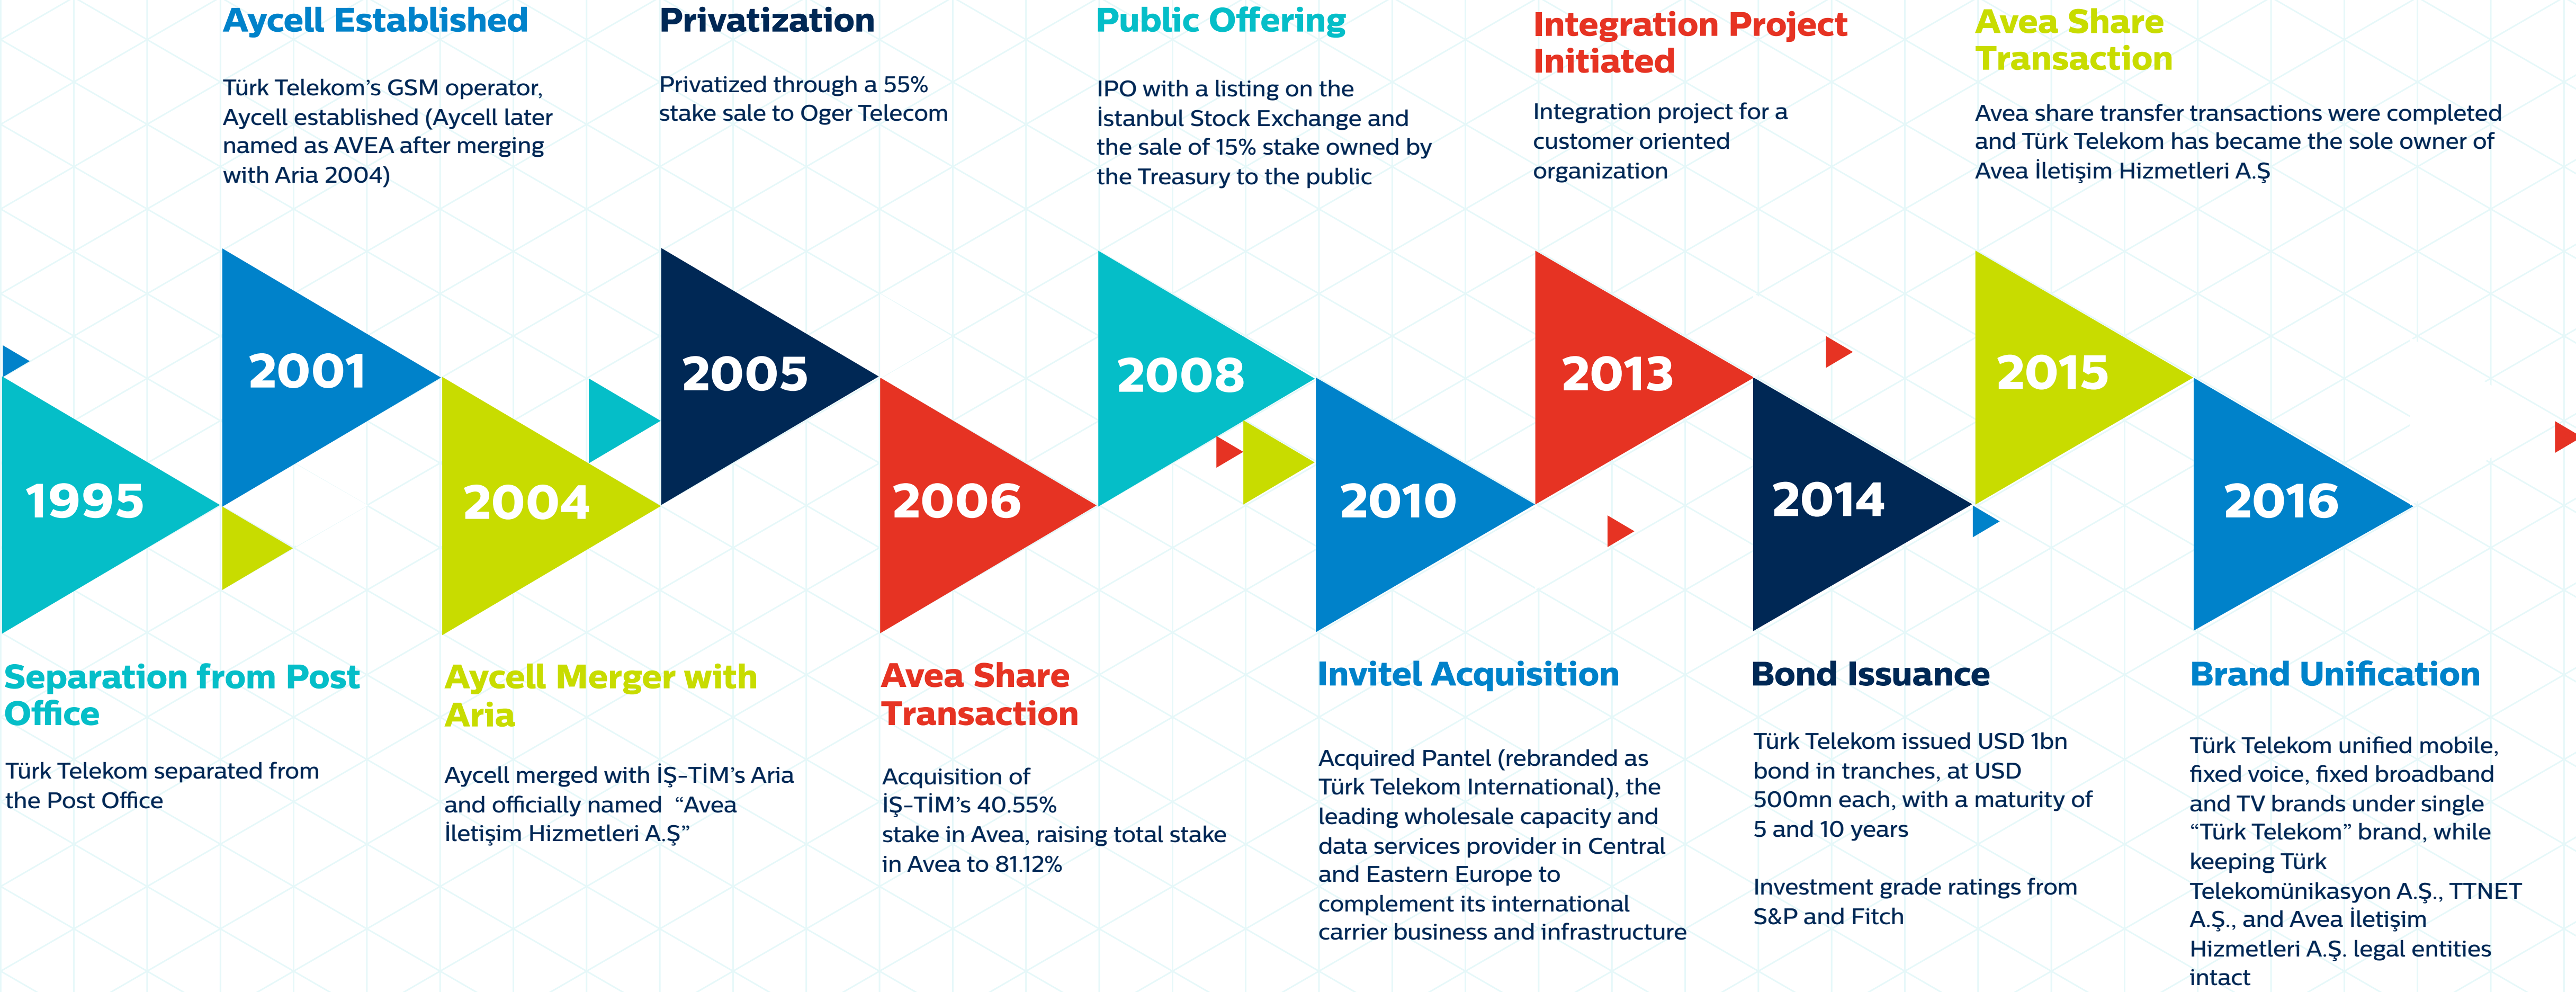 Aycell Established
Türk Telekom’s GSM operator,
Aycell established (Aycell later
named as AVEA after merging
with Aria 2004)
Privatization
Privatized through a 55%
stake sale to Oger Telecom
Public Offering
IPO with a listing on the
İstanbul Stock Exchange and
the sale of 15% stake owned by
the Treasury to the public
Integration Project
Initiated
Integration project for a
customer oriented
organization
Avea Share
Transaction
Avea share transfer transactions were completed
and Türk Telekom has became the sole owner of
Avea İletişim Hizmetleri A.Ş
1995
2001
2004
2005
2006
2008
2010
2013
2014
2015
2016
Separation from Post
Office
Türk Telekom separated from
the Post Office
Aycell Merger with
Aria
Aycell merged with İŞ-TİM’s Aria
and officially named “Avea
İletişim Hizmetleri A.Ş”
Avea Share
Transaction
Acquisition of
İŞ-TİM’s 40.55%
stake in Avea, raising total stake
in Avea to 81.12%
Invitel Acquisition
Acquired Pantel (rebranded as
Türk Telekom International), the
leading wholesale capacity and
data services provider in Central
and Eastern Europe to
complement its international
carrier business and infrastructure
Bond Issuance
Türk Telekom issued USD 1bn
bond in tranches, at USD
500mn each, with a maturity of
5 and 10 years
Investment grade ratings from
S&P and Fitch
Brand Unification
Türk Telekom unified mobile,
fixed voice, fixed broadband
and TV brands under single
“Türk Telekom” brand, while
keeping Türk
Telekomünikasyon A.Ş., TTNET
A.Ş., and Avea İletişim
Hizmetleri A.Ş. legal entities
intact